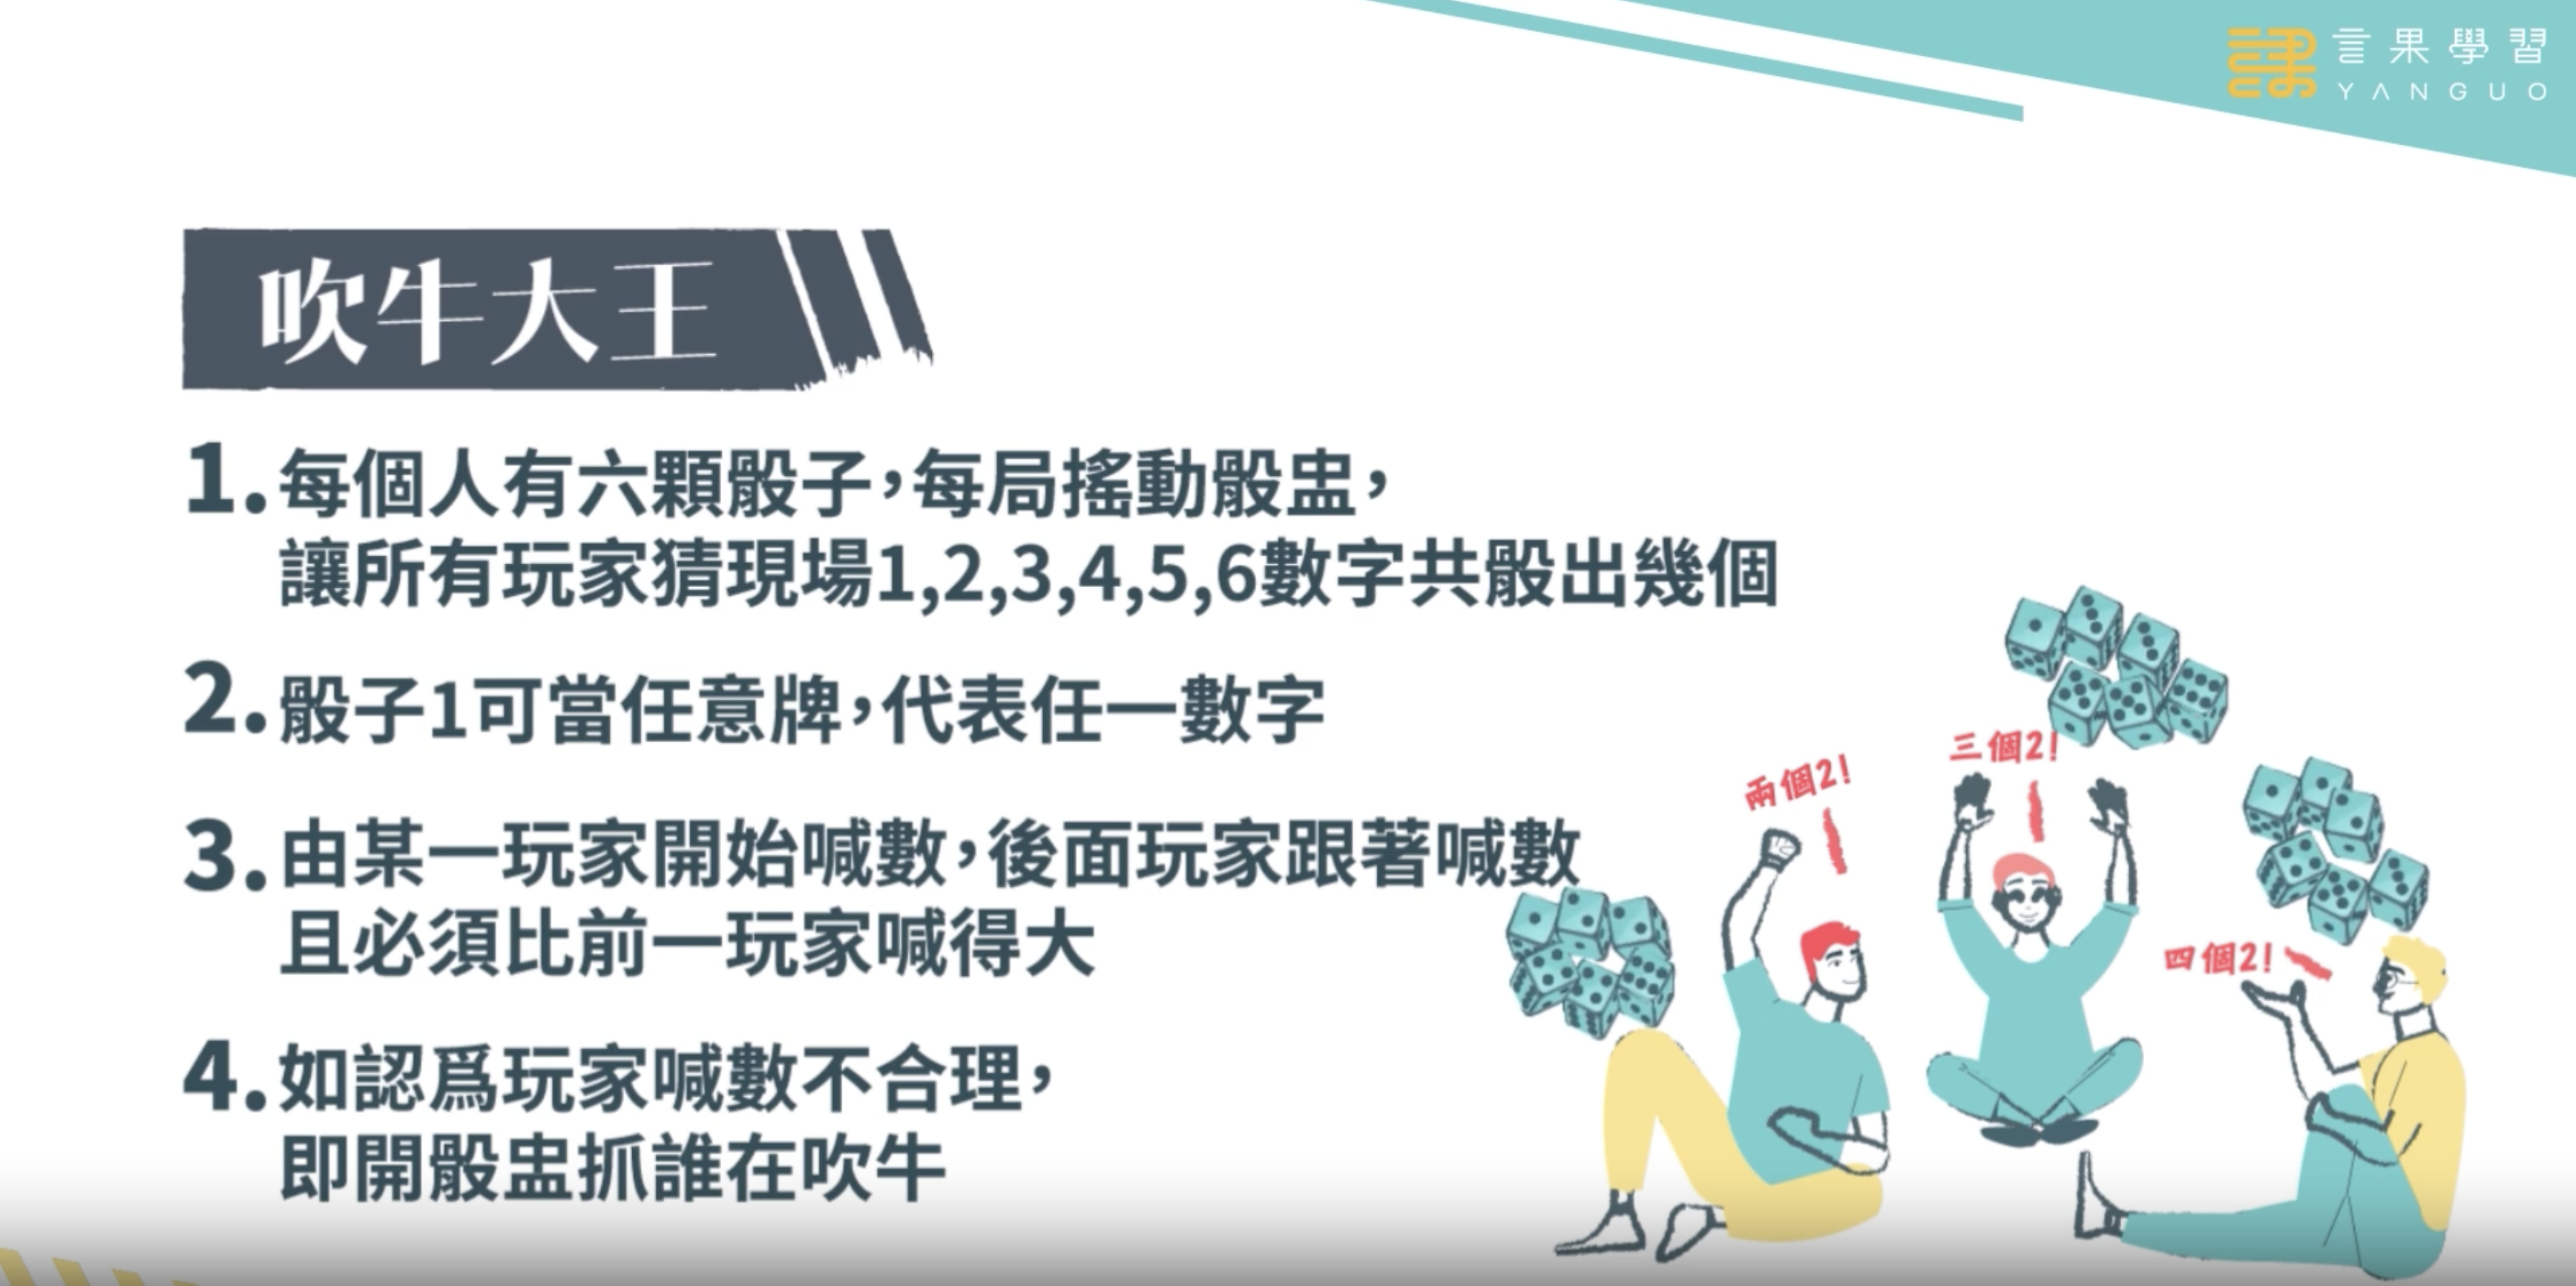 言果學習
YANGUO
吹牛大王
1.每個人有六顆骰子，每局搖動骰盅，
讓所有玩家猜現場1,2,3,4,5,6數字共骰出幾個
2.骰子1可當任意牌，代表任一數字
3.由某一玩家開始喊數，後面玩家跟著喊數
且必須比前一玩家喊得大
4.如認爲玩家喊數不合理，
即開骰盅抓誰在吹牛
兩個2！
三個2！
四個2！